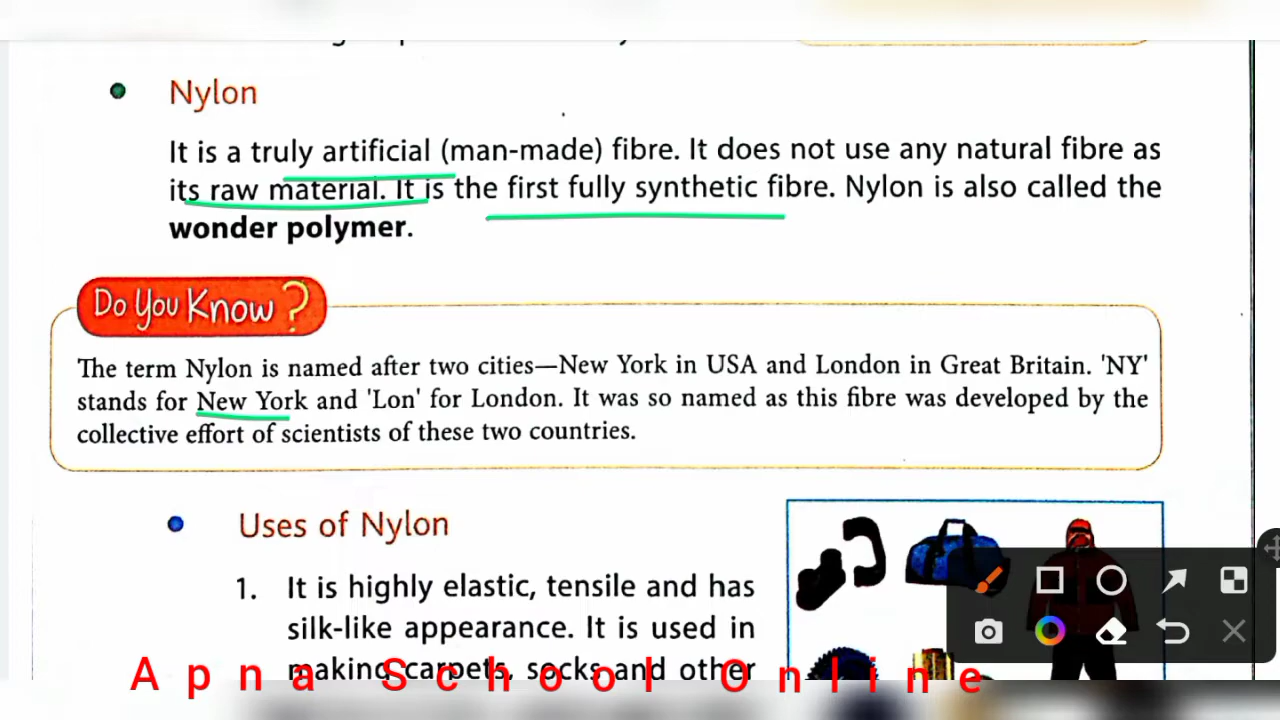 Nylon
It is a truly artificial (man-made) fibre. It does not use any natural fibre as
its raw material. It is the first fully synthetic fibre. Nylon is also called the
wonder polymer.
Do You Know?
The term Nylon is named after two cities—New York in USA and London in Great Britain. 'NY'
stands for New York and 'Lon' for London. It was so named as this fibre was developed by the
collective effort of scientists of these two countries.
Uses of Nylon
1. It is highly elastic, tensile and has
silk-like appearance. It is used in
making carpets, socks and other
Apna School Online